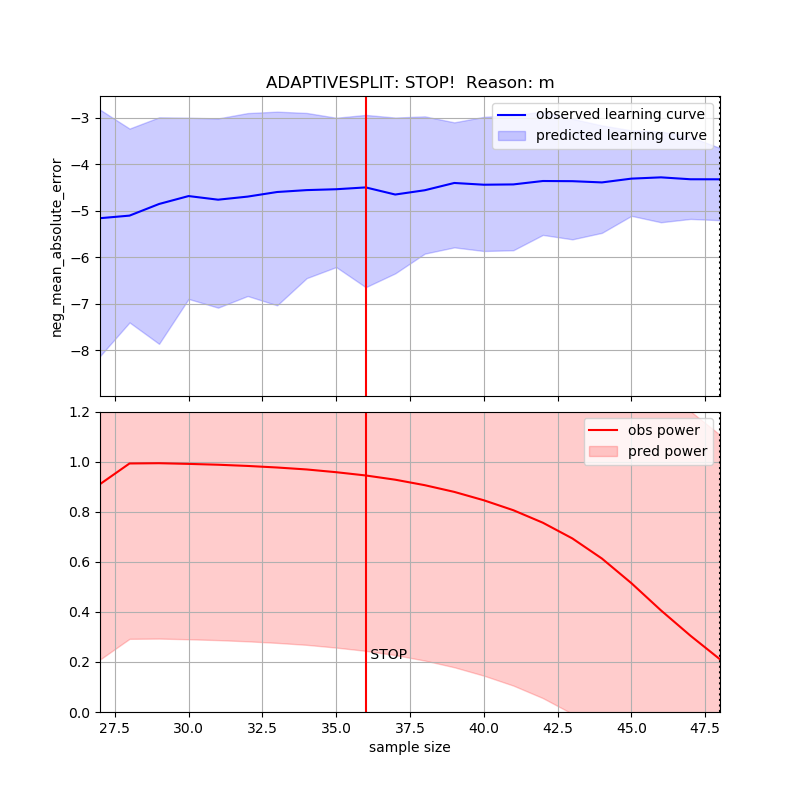 ADAPTIVESPLIT: STOP!  Reason: m
observed learning curve
predicted learning curve
neg_mean_absolute_error
−3
−4
−5
−6
−7
−8
obs power
pred power
1.2
1.0
0.8
0.6
0.4
0.2
0.0
STOP
27.5 30.0 32.5 35.0 37.5 40.0 42.5 45.0 47.5
sample size